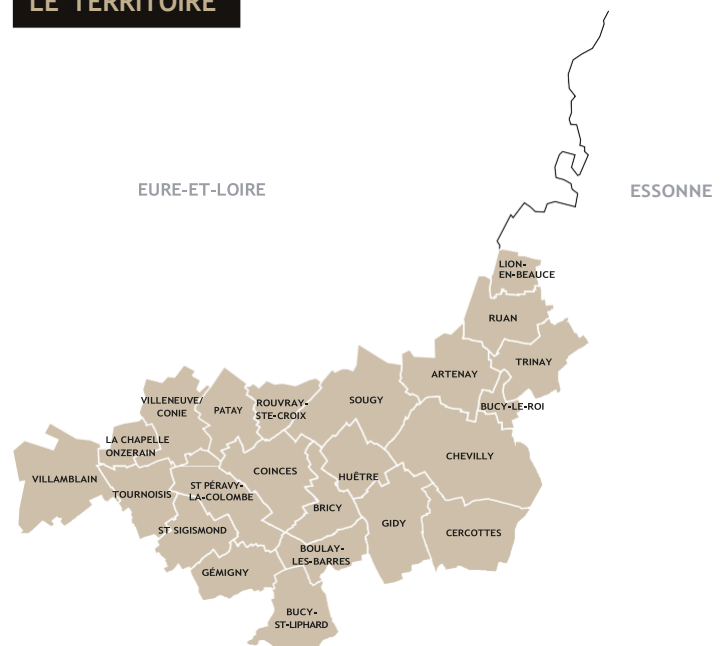 LE TERRITOIRE
EURE-ET-LOIRE
ESSONNE
LION-
EN-BEAUCE
RUAN
TRINAY
ARTENAY
BUCY-LE-ROI
VILLENEUVE/
CONIE
PATAY
ROUVRAY-
STE-CROIX
SOUGY
LA CHAPELLE
ONZERAIN
CHEVILLY
VILLAMBLAIN
TOURNOISIS
ST PÉRAVY-
LA-COLOMBE
COINCES
HUÊTRE
BRICY
GIDY
ST SIGISMOND
CERCOTTES
BOULAY-
LES-BARRES
GÉMIGNY
BUCY-
ST-LIPHARD